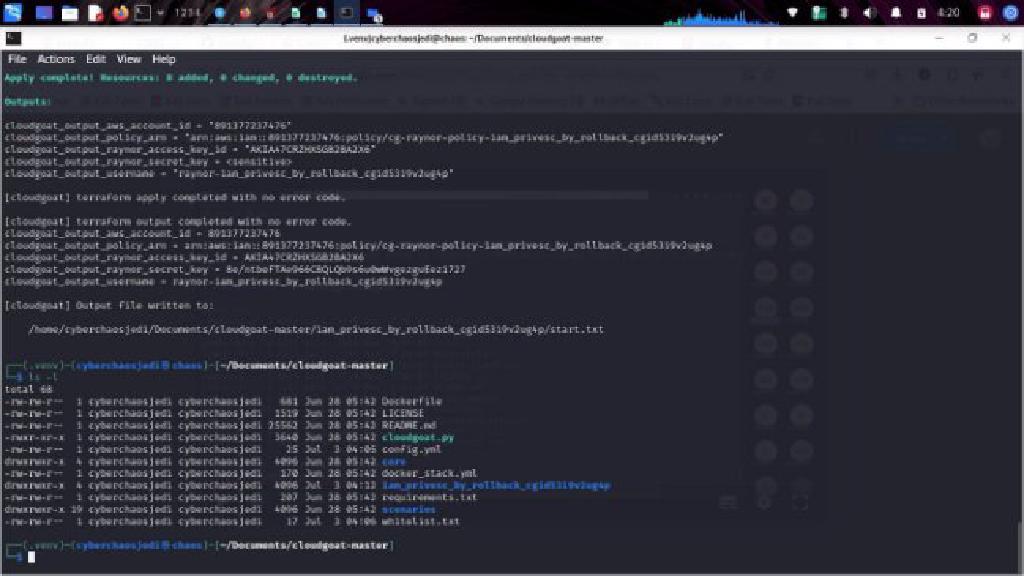 1 2 3 4
4:20
(.venv)cyberchaosjedi@chaos: ~/Documents/cloudgoat-master
File Actions Edit View Help
Apply complete! Resources: 8 added, 0 changed, 0 destroyed.
Outputs:
cloudgoat_output_aws_account_id = "891377237476"
cloudgoat_output_policy_arn = "arn:aws:iam::891377237476:policy/cg-raynor-policy-iam_privesc_by_rollback_cgid5319v2ug4p"
cloudgoat_output_raynor_access_key_id =
cloudgoat_output_raynor_secret_key = <sensitive>
cloudgoat_output_username = "raynor-iam_privesc_by_rollback_cgid5319v2ug4p"
[cloudgoat] terraform apply completed with no error code.
[cloudgoat] terraform output completed with no error code.
cloudgoat_output_aws_account_id = 891377237476
cloudgoat_output_policy_arn = arn:aws:iam::891377237476:policy/cg-raynor-policy-iam_privesc_by_rollback_cgid5319v2ug4p
cloudgoat_output_raynor_access_key_id =
cloudgoat_output_raynor_secret_key =
cloudgoat_output_username = raynor-iam_privesc_by_rollback_cgid5319v2ug4p
[cloudgoat] Output file written to:
/home/cyberchaosjedi/Documents/cloudgoat-master/iam_privesc_by_rollback_cgid5319v2ug4p/start.txt
(.venv)-(cyberchaosjedi@chaos)-[~/Documents/cloudgoat-master]
$ ls -l
total 68
-rw-rw-r-- 1 cyberchaosjedi cyberchaosjedi 681 Jun 28 05:42 Dockerfile
-rw-rw-r-- 1 cyberchaosjedi cyberchaosjedi 1519 Jun 28 05:42 LICENSE
-rw-rw-r-- 1 cyberchaosjedi cyberchaosjedi 25562 Jun 28 05:42 README.md
-rwxr-xr-x 1 cyberchaosjedi cyberchaosjedi 3640 Jun 28 05:42 cloudgoat.py
-rw-rw-r-- 1 cyberchaosjedi cyberchaosjedi 25 Jul 3 04:05 config.yml
drwxrwxr-x 4 cyberchaosjedi cyberchaosjedi 4096 Jun 28 05:42 core
-rw-rw-r-- 1 cyberchaosjedi cyberchaosjedi 170 Jun 28 05:42 docker_stack.yml
drwxrwxr-x 4 cyberchaosjedi cyberchaosjedi 4096 Jul 3 04:13 iam_privesc_by_rollback_cgid5319v2ug4p
-rw-rw-r-- 1 cyberchaosjedi cyberchaosjedi 207 Jun 28 05:42 requirements.txt
drwxrwxr-x 19 cyberchaosjedi cyberchaosjedi 4096 Jun 28 05:42 scenarios
-rw-rw-r-- 1 cyberchaosjedi cyberchaosjedi 17 Jul 3 04:06 whitelist.txt
(.venv)-(cyberchaosjedi@chaos)-[~/Documents/cloudgoat-master]
$